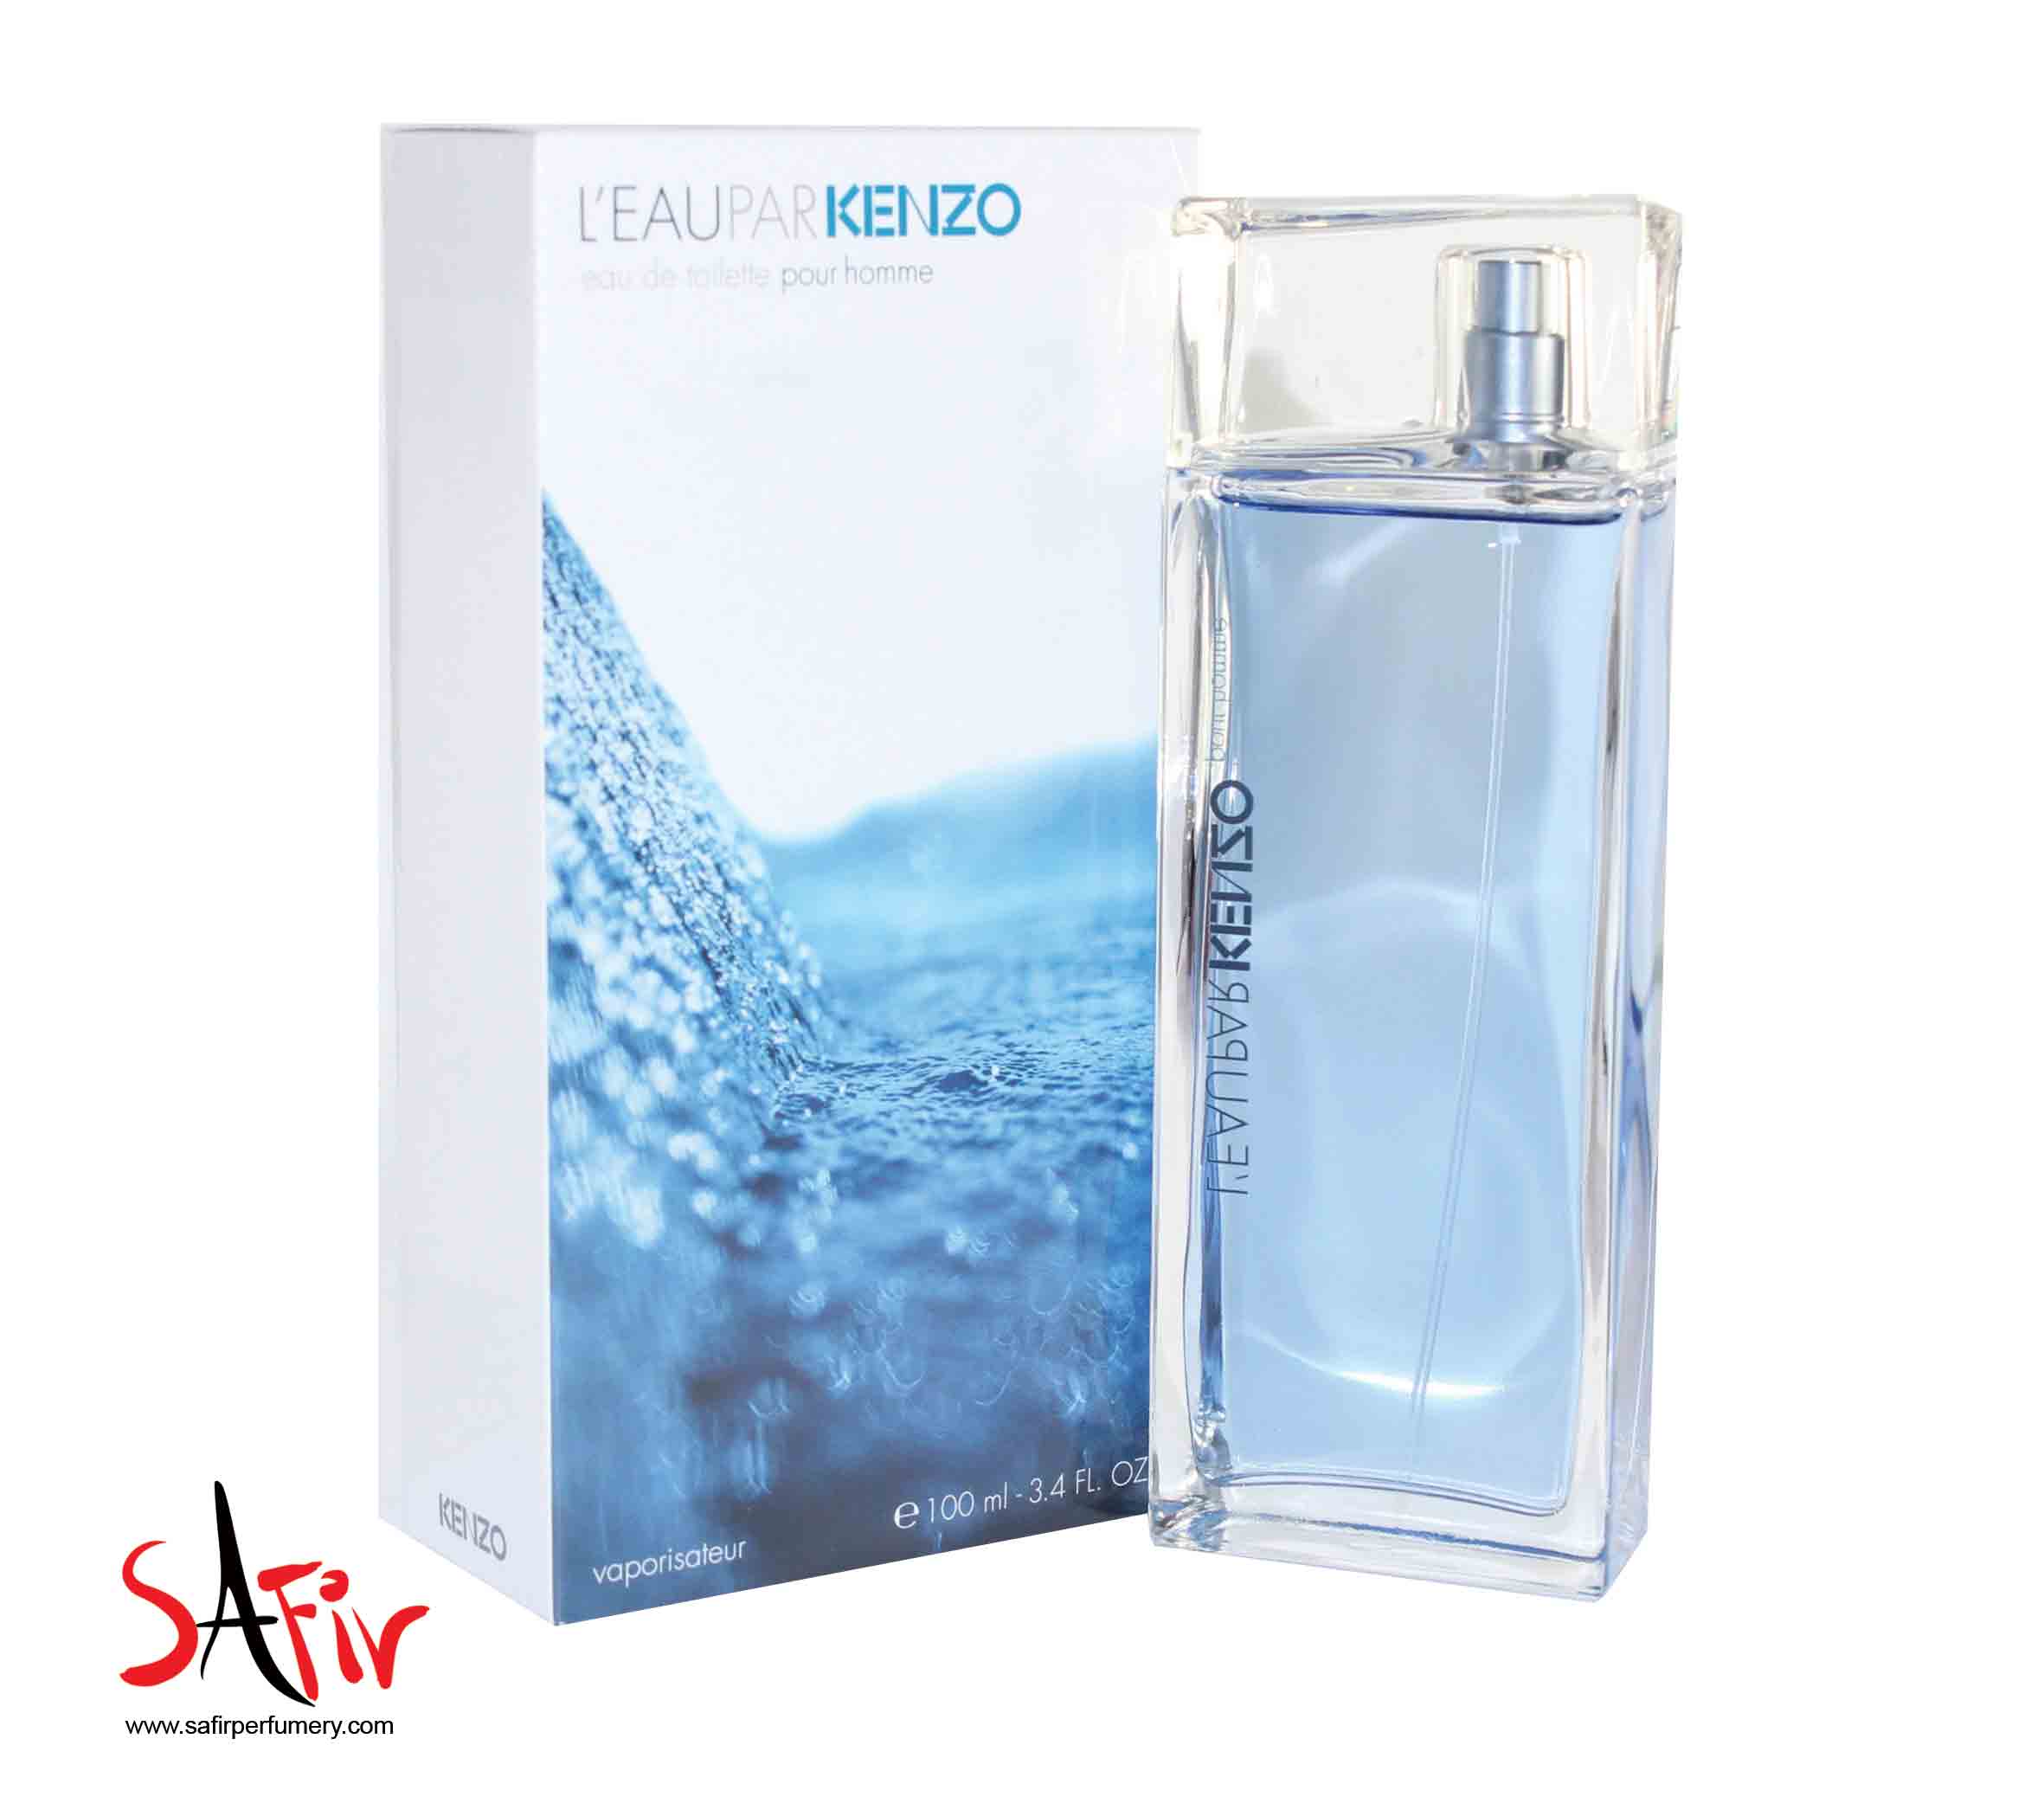 L'EAUPARKENZO
eau de toilette pour homme
L'EAUPARKENZO pour homme
KENZO
vaporisateur
e 100 ml - 3.4 FL. OZ
SAFir
www.safirperfumery.com